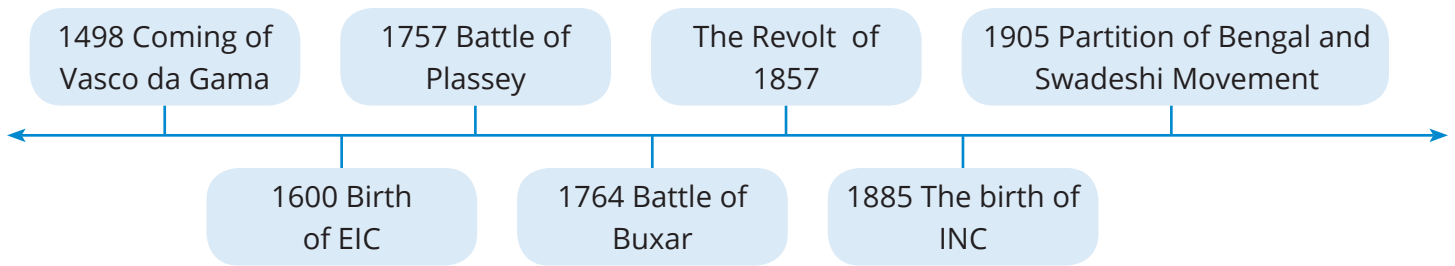 1498 Coming of
Vasco da Gama
1600 Birth
of EIC
1757 Battle of
Plassey
1764 Battle of
Buxar
The Revolt of
1857
1885 The birth of
INC
1905 Partition of Bengal and
Swadeshi Movement